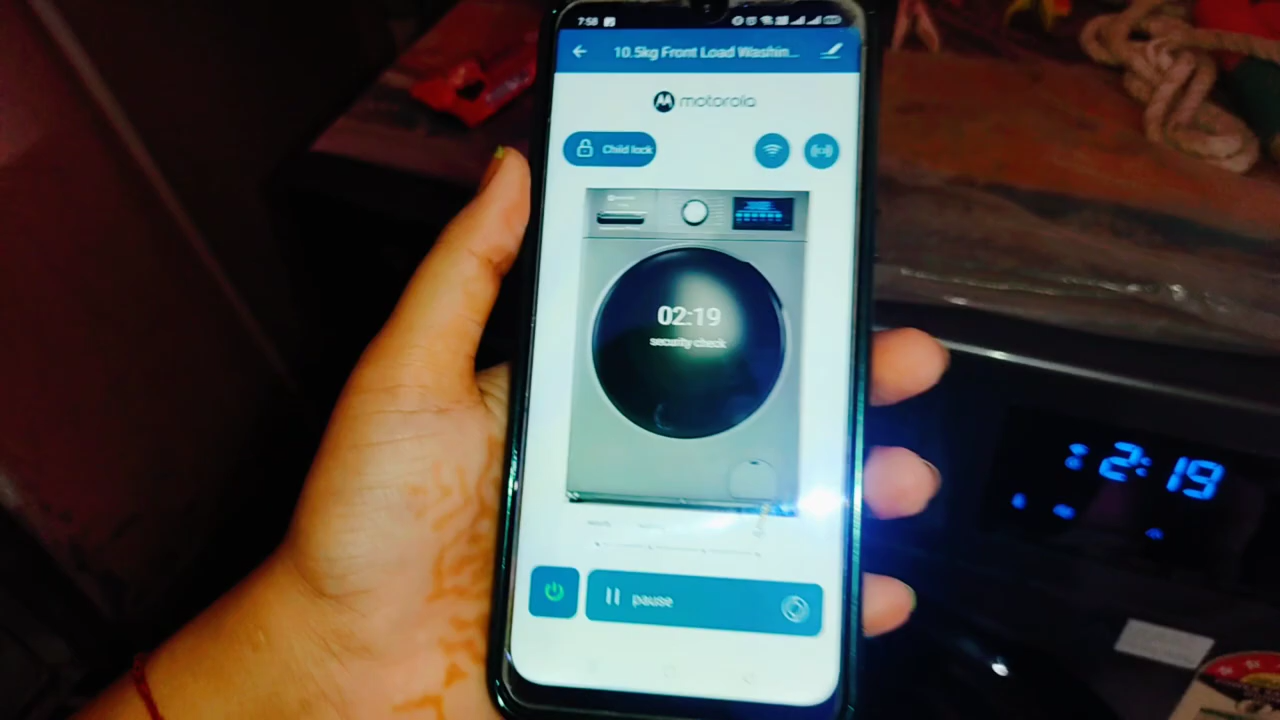 7:58
10.5kg Front Load Washin...
motorola
Child lock
02:19
security check
pause
2:19